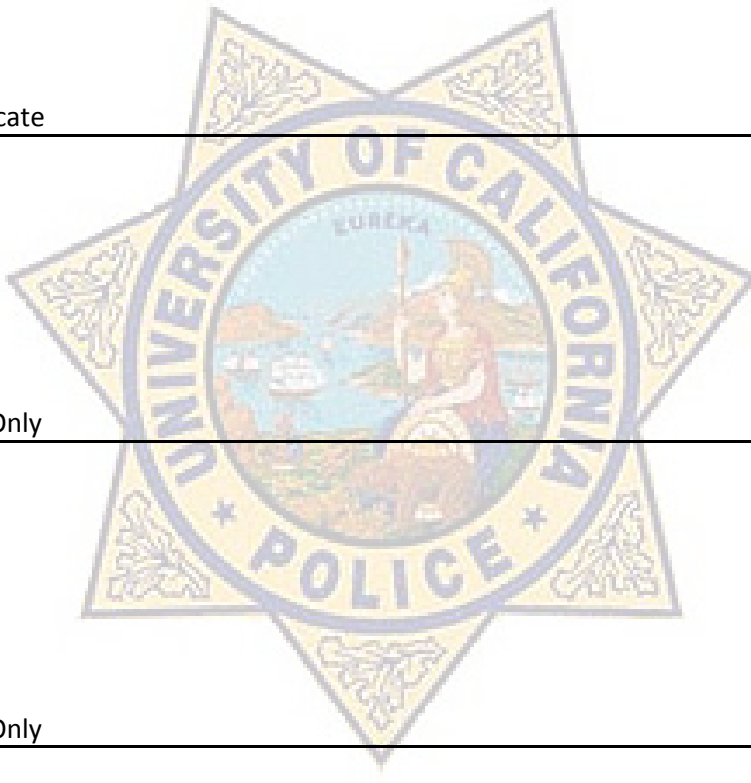 cate
UNIVERSITY OF CALIFORNIA
EUREKA
Only
POLICE
Only